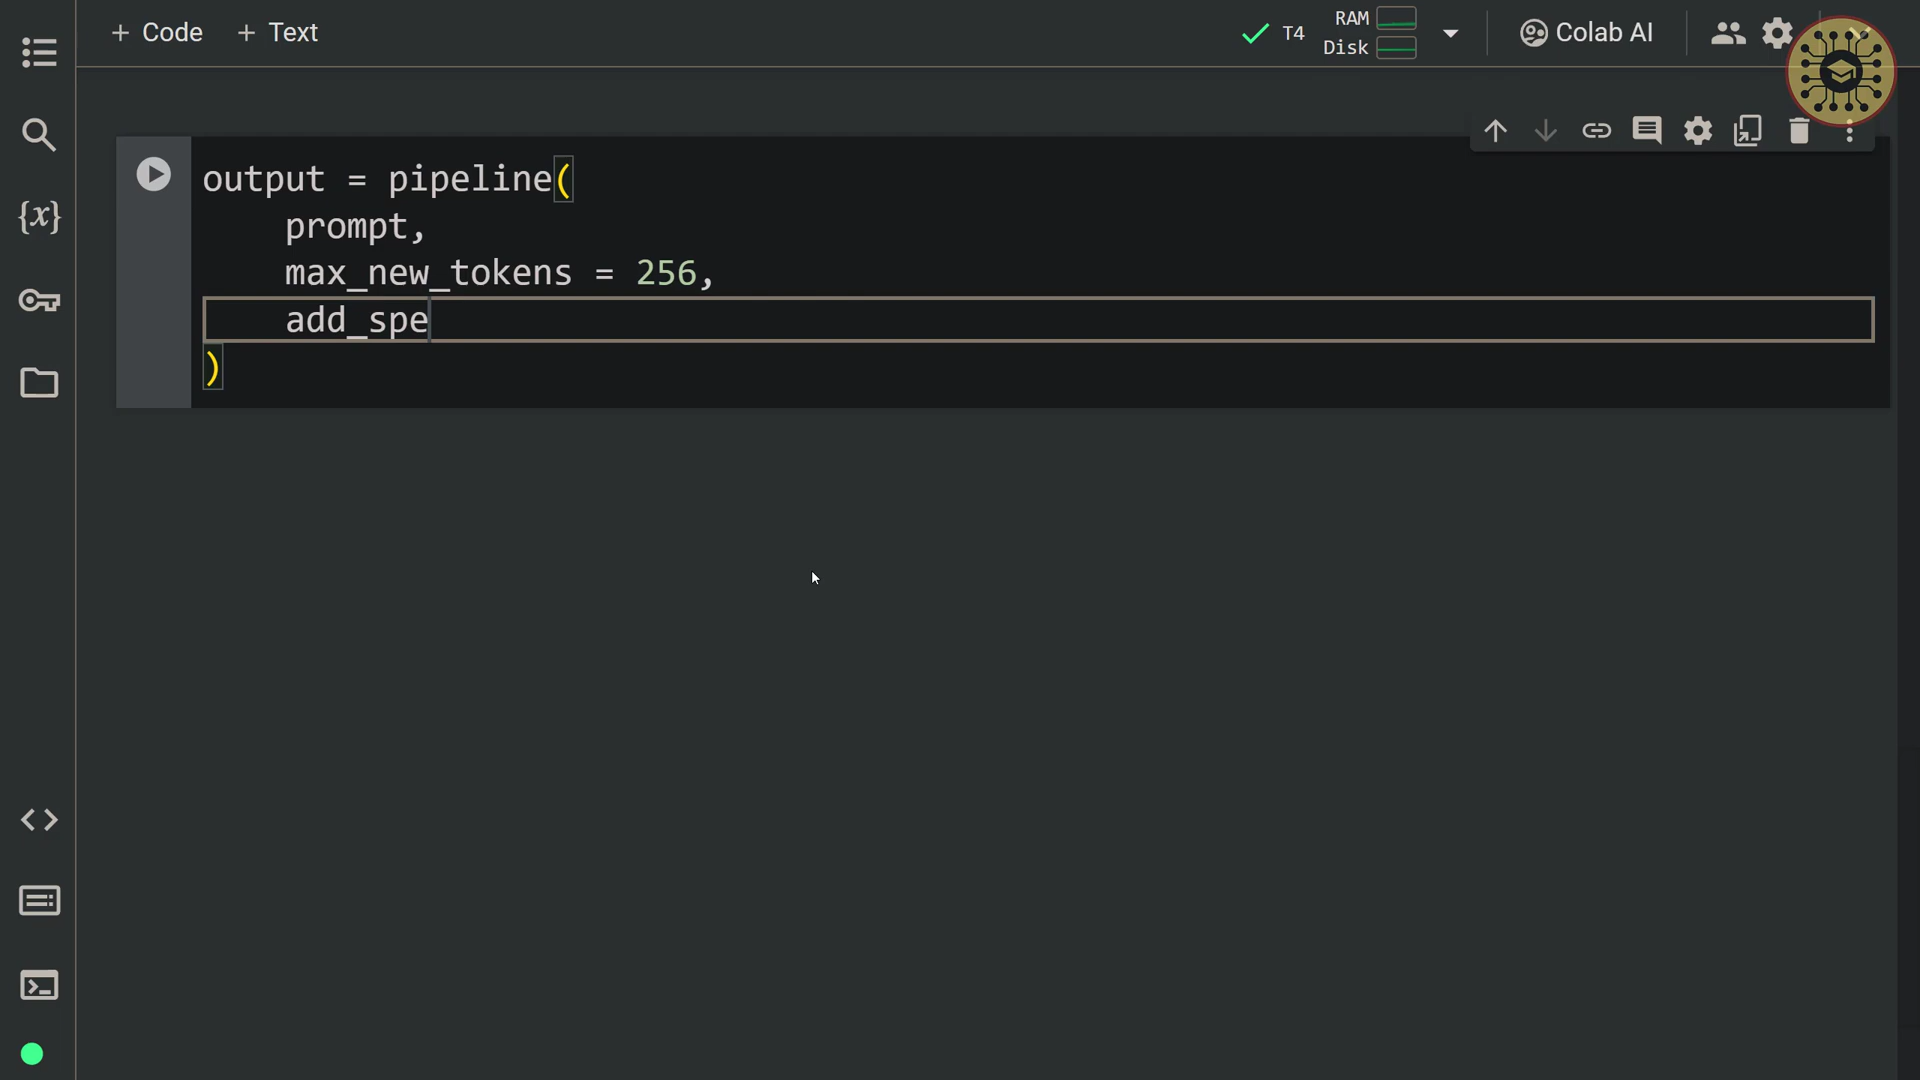 + Code + Text
T4
RAM
Disk
Colab AI
{x}
output = pipeline(
prompt,
max_new_tokens = 256,
add_spe
)